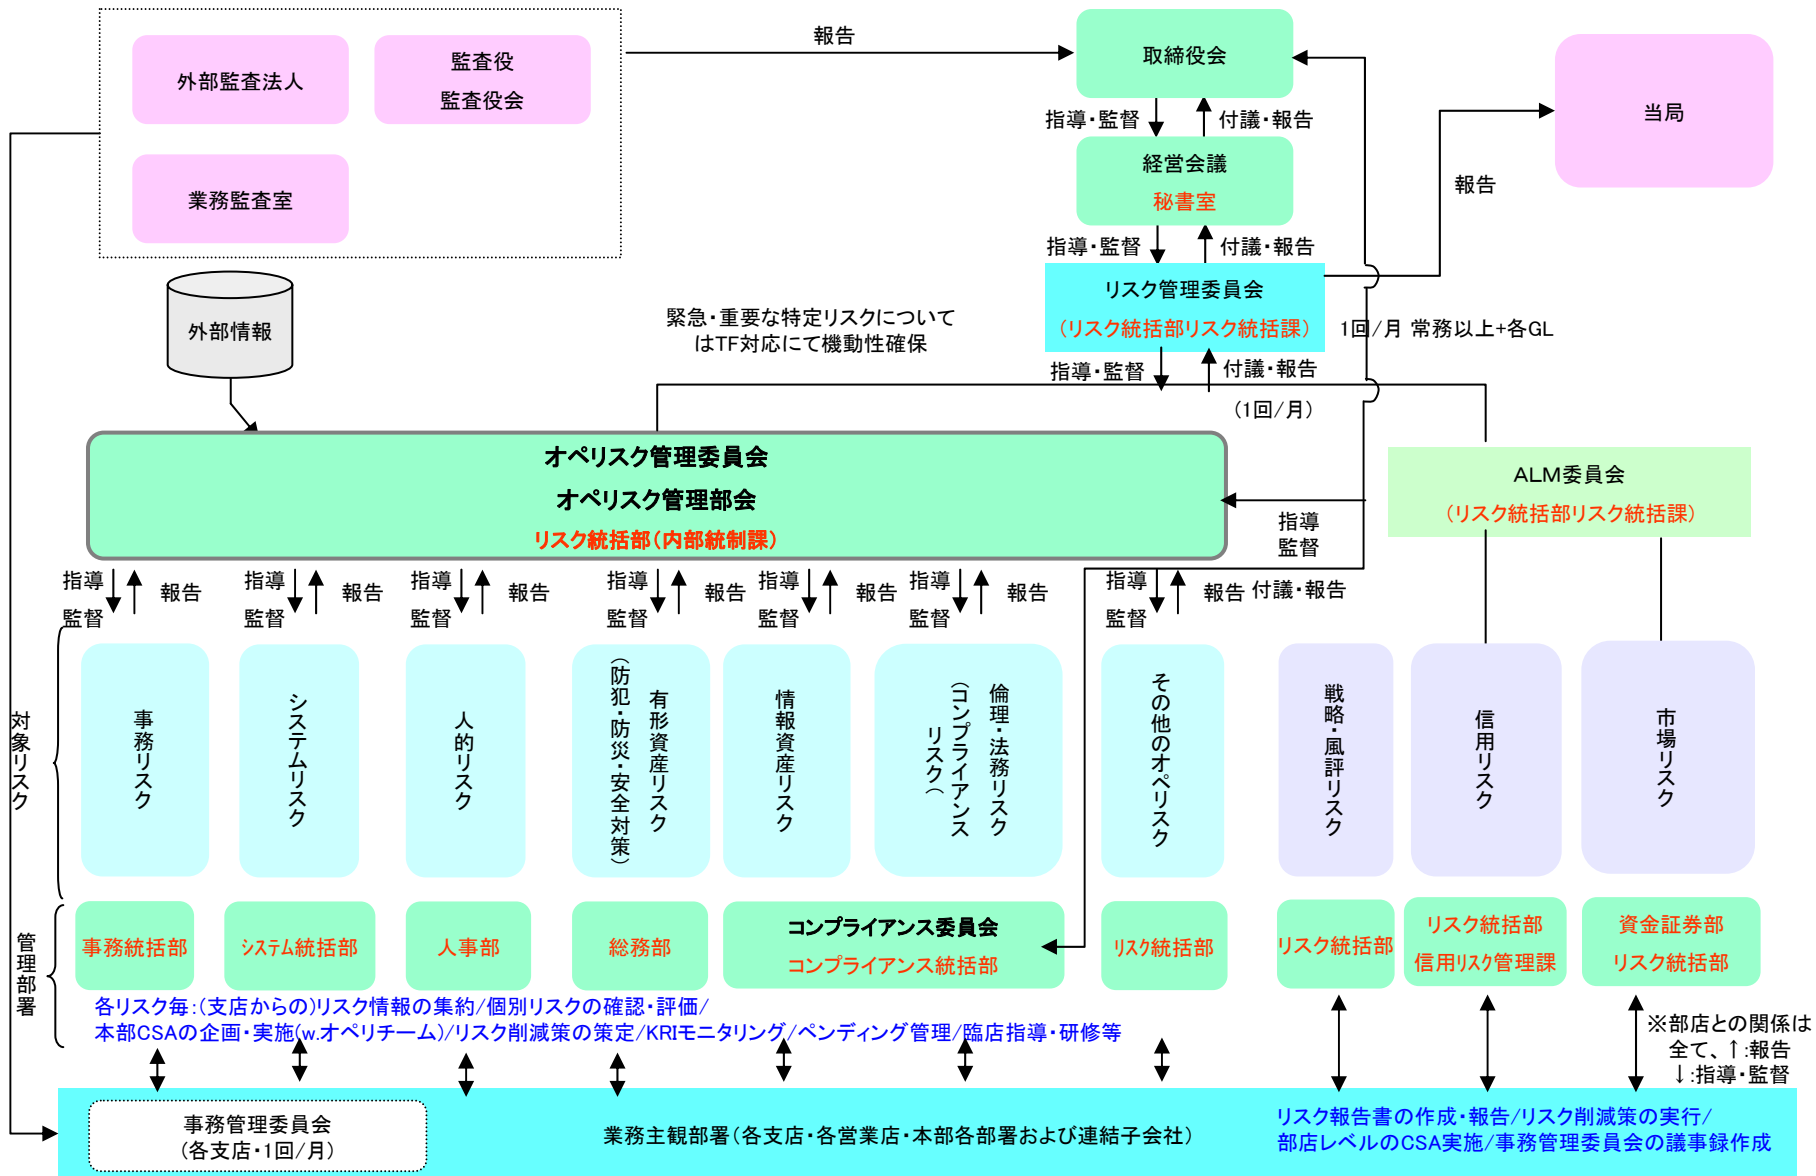 外部監査法人
監査役
監査役会
業務監査室
報告
取締役会
指導・監督
付議・報告
経営会議
秘書室
指導・監督
付議・報告
当局
報告
リスク管理委員会
（リスク統括部リスク統括課）
1回/月 常務以上+各GL
指導・監督
付議・報告
(1回/月)
外部情報
緊急・重要な特定リスクについて
はTF対応にて機動性確保
オペリスク管理委員会
オペリスク管理部会
リスク統括部（内部統制課）
ALM委員会
（リスク統括部リスク統括課）
指導
監督
付議・報告
指導
監督
報告
指導
監督
報告
指導
監督
報告
指導
監督
報告
指導
監督
報告
指導
監督
報告
指導
監督
報告
対象リスク
事務リスク
システムリスク
人的リスク
有形資産リスク
（防犯・防災・安全対策）
情報資産リスク
倫理・法務リスク
（コンプライアンス
リスク（
その他のオペリスク
戦略・風評リスク
信用リスク
市場リスク
管理部署
事務統括部
システム統括部
人事部
総務部
コンプライアンス委員会
コンプライアンス統括部
リスク統括部
リスク統括部
リスク統括部
信用リスク管理課
資金証券部
リスク統括部
各リスク毎:(支店からの)リスク情報の集約/個別リスクの確認・評価/
本部CSAの企画・実施(w.オペリチーム)/リスク削減策の策定/KRIモニタリング/ペンディング管理/臨店指導・研修等
※部店との関係は
全て、↑:報告
↓:指導・監督
事務管理委員会
(各支店・1回/月)
業務主観部署（各支店・各営業店・本部各部署および連結子会社）
リスク報告書の作成・報告/リスク削減策の実行/
部店レベルのCSA実施/事務管理委員会の議事録作成